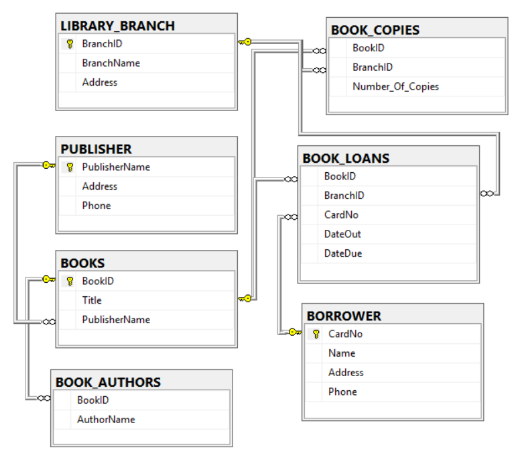 LIBRARY_BRANCH
BranchID
BranchName
Address
BOOK_COPIES
BookID
BranchID
Number_Of_Copies
PUBLISHER
PublisherName
Address
Phone
BOOK_LOANS
BookID
BranchID
CardNo
DateOut
DateDue
BOOKS
BookID
Title
PublisherName
BORROWER
CardNo
Name
Address
Phone
BOOK_AUTHORS
BookID
AuthorName